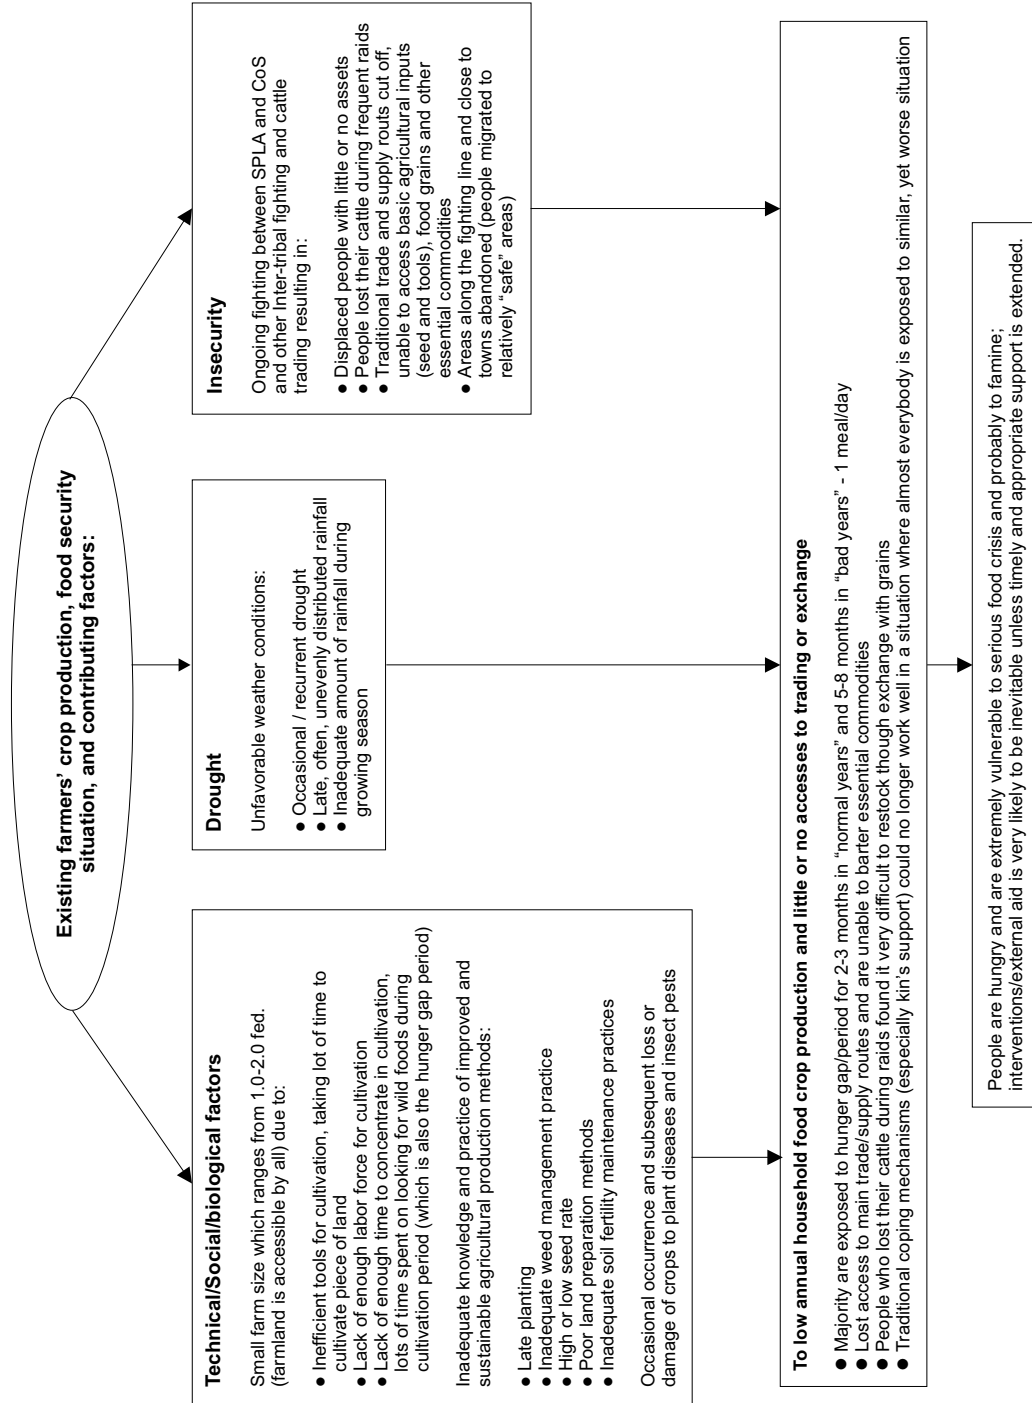 Existing farmers' crop production, food security
situation, and contributing factors:
Technical/Social/biological factors
Small farm size which ranges from 1.0-2.0 fed.
(farmland is accessible by all) due to:
● Inefficient tools for cultivation, taking lot of time to
cultivate piece of land
● Lack of enough labor force for cultivation
● Lack of enough time to concentrate in cultivation,
lots of time spent on looking for wild foods during
cultivation period (which is also the hunger gap period)
Inadequate knowledge and practice of improved and
sustainable agricultural production methods:
● Late planting
● Inadequate weed management practice
● High or low seed rate
● Poor land preparation methods
● Inadequate soil fertility maintenance practices
Occasional occurrence and subsequent loss or
damage of crops to plant diseases and insect pests
Drought
Unfavorable weather conditions:
● Occasional / recurrent drought
● Late, often, unevenly distributed rainfall
● Inadequate amount of rainfall during
growing season
Insecurity
Ongoing fighting between SPLA and CoS
and other Inter-tribal fighting and cattle
trading resulting in:
● Displaced people with little or no assets
● People lost their cattle during frequent raids
● Traditional trade and supply routs cut off,
unable to access basic agricultural inputs
(seed and tools), food grains and other
essential commodities
● Areas along the fighting line and close to
towns abandoned (people migrated to
relatively “safe” areas)
To low annual household food crop production and little or no accesses to trading or exchange
● Majority are exposed to hunger gap/period for 2-3 months in “normal years” and 5-8 months in “bad years” - 1 meal/day
● Lost access to main trade/supply routes and are unable to barter essential commodities
● People who lost their cattle during raids found it very difficult to restock though exchange with grains
● Traditional coping mechanisms (especially kin's support) could no longer work well in a situation where almost everybody is exposed to similar, yet worse situation
People are hungry and are extremely vulnerable to serious food crisis and probably to famine;
interventions/external aid is very likely to be inevitable unless timely and appropriate support is extended.